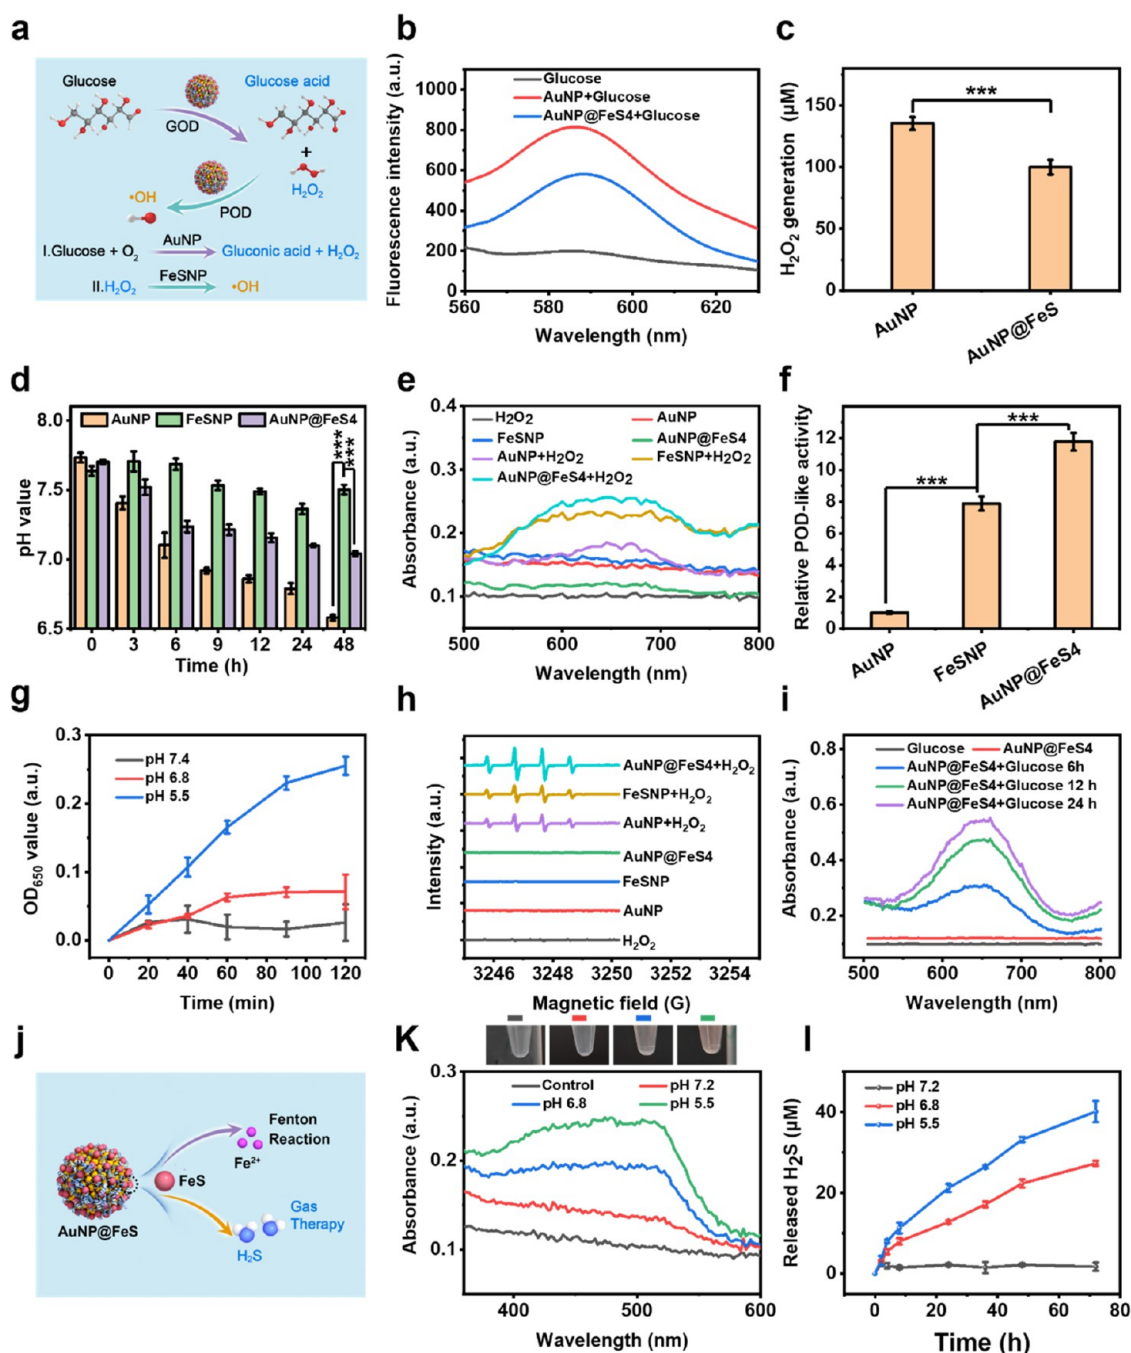 a
Glucose
Glucose acid
GOD
+
H₂O₂
•OH
POD
I.Glucose + O₂
AuNP
Gluconic acid + H₂O₂
II.H₂O₂
FeSNP
•OH
b
Fluorescence intensity (a.u.)
1000
800
600
400
200
0
Glucose
AuNP+Glucose
AuNP@FeS4+Glucose
560
580
600
620
Wavelength (nm)
c
H₂O₂ generation (μM)
150
100
50
0
***
AuNP
AuNP@FeS
d
pH value
8.0
7.5
7.0
6.5
AuNP
FeSNP
AuNP@FeS4
***
***
0
3
6
9
12
24
48
Time (h)
e
Absorbance (a.u.)
0.4
0.3
0.2
0.1
H2O2
AuNP
FeSNP
AuNP@FeS4
AuNP+H₂O₂
FeSNP+H₂O₂
AuNP@FeS4+H₂O₂
500
600
700
800
Wavelength (nm)
f
Relative POD-like activity
12
10
8
6
4
2
0
***
***
AuNP
FeSNP
AuNP@FeS4
g
OD₆₅₀ value (a.u.)
0.3
0.2
0.1
0.0
pH 7.4
pH 6.8
pH 5.5
0
20
40
60
80
100
120
Time (min)
h
Intensity (a.u.)
AuNP@FeS4+H₂O₂
FeSNP+H₂O₂
AuNP+H₂O₂
AuNP@FeS4
FeSNP
AuNP
H₂O₂
3246
3248
3250
3252
3254
Magnetic field (G)
i
Absorbance (a.u.)
0.8
0.6
0.4
0.2
Glucose
AuNP@FeS4
AuNP@FeS4+Glucose 6h
AuNP@FeS4+Glucose 12 h
AuNP@FeS4+Glucose 24 h
500
600
700
800
Wavelength (nm)
j
AuNP@FeS
FeS
Fenton
Reaction
Fe²⁺
Gas
Therapy
H₂S
K
Absorbance (a.u.)
0.3
0.2
0.1
Control
pH 7.2
pH 6.8
pH 5.5
400
500
600
Wavelength (nm)
l
Released H₂S (μM)
40
20
0
pH 7.2
pH 6.8
pH 5.5
0
20
40
60
80
Time (h)